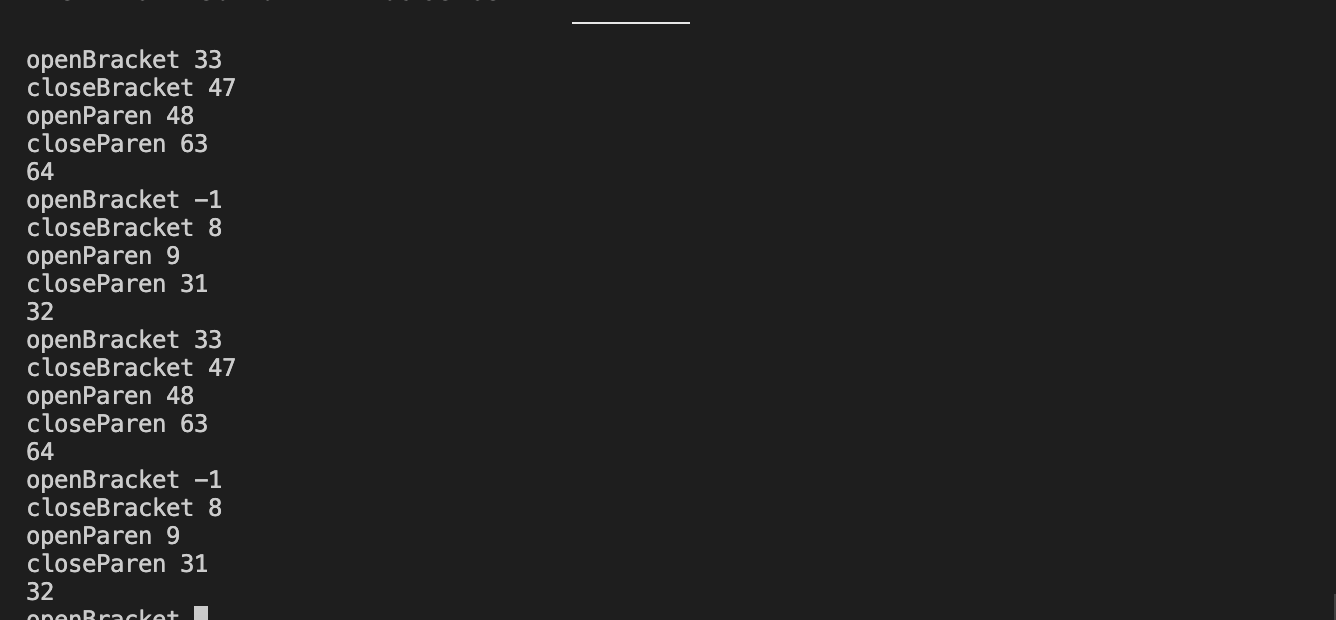 openBracket 33
closeBracket 47
openParen 48
closeParen 63
64
openBracket -1
closeBracket 8
openParen 9
closeParen 31
32
openBracket 33
closeBracket 47
openParen 48
closeParen 63
64
openBracket -1
closeBracket 8
openParen 9
closeParen 31
32
openBracket